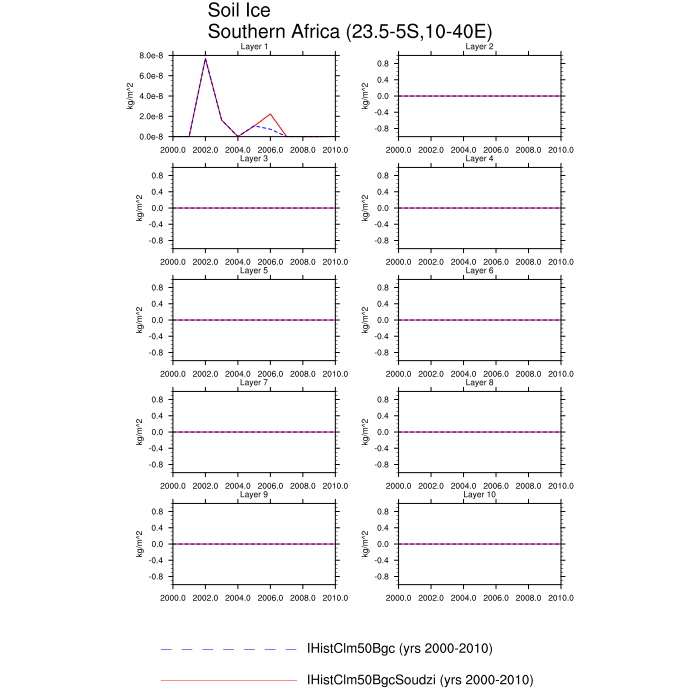 Soil Ice
Southern Africa (23.5-5S,10-40E)
Layer 1
8.0e-8
6.0e-8
4.0e-8
2.0e-8
0.0e-8
kg/m^2
2000.0 2002.0 2004.0 2006.0 2008.0 2010.0
Layer 2
0.8
0.4
0.0
-0.4
-0.8
kg/m^2
2000.0 2002.0 2004.0 2006.0 2008.0 2010.0
Layer 3
0.8
0.4
0.0
-0.4
-0.8
kg/m^2
2000.0 2002.0 2004.0 2006.0 2008.0 2010.0
Layer 4
0.8
0.4
0.0
-0.4
-0.8
kg/m^2
2000.0 2002.0 2004.0 2006.0 2008.0 2010.0
Layer 5
0.8
0.4
0.0
-0.4
-0.8
kg/m^2
2000.0 2002.0 2004.0 2006.0 2008.0 2010.0
Layer 6
0.8
0.4
0.0
-0.4
-0.8
kg/m^2
2000.0 2002.0 2004.0 2006.0 2008.0 2010.0
Layer 7
0.8
0.4
0.0
-0.4
-0.8
kg/m^2
2000.0 2002.0 2004.0 2006.0 2008.0 2010.0
Layer 8
0.8
0.4
0.0
-0.4
-0.8
kg/m^2
2000.0 2002.0 2004.0 2006.0 2008.0 2010.0
Layer 9
0.8
0.4
0.0
-0.4
-0.8
kg/m^2
2000.0 2002.0 2004.0 2006.0 2008.0 2010.0
Layer 10
0.8
0.4
0.0
-0.4
-0.8
kg/m^2
2000.0 2002.0 2004.0 2006.0 2008.0 2010.0
IHistClm50Bgc (yrs 2000-2010)
IHistClm50BgcSoudzi (yrs 2000-2010)